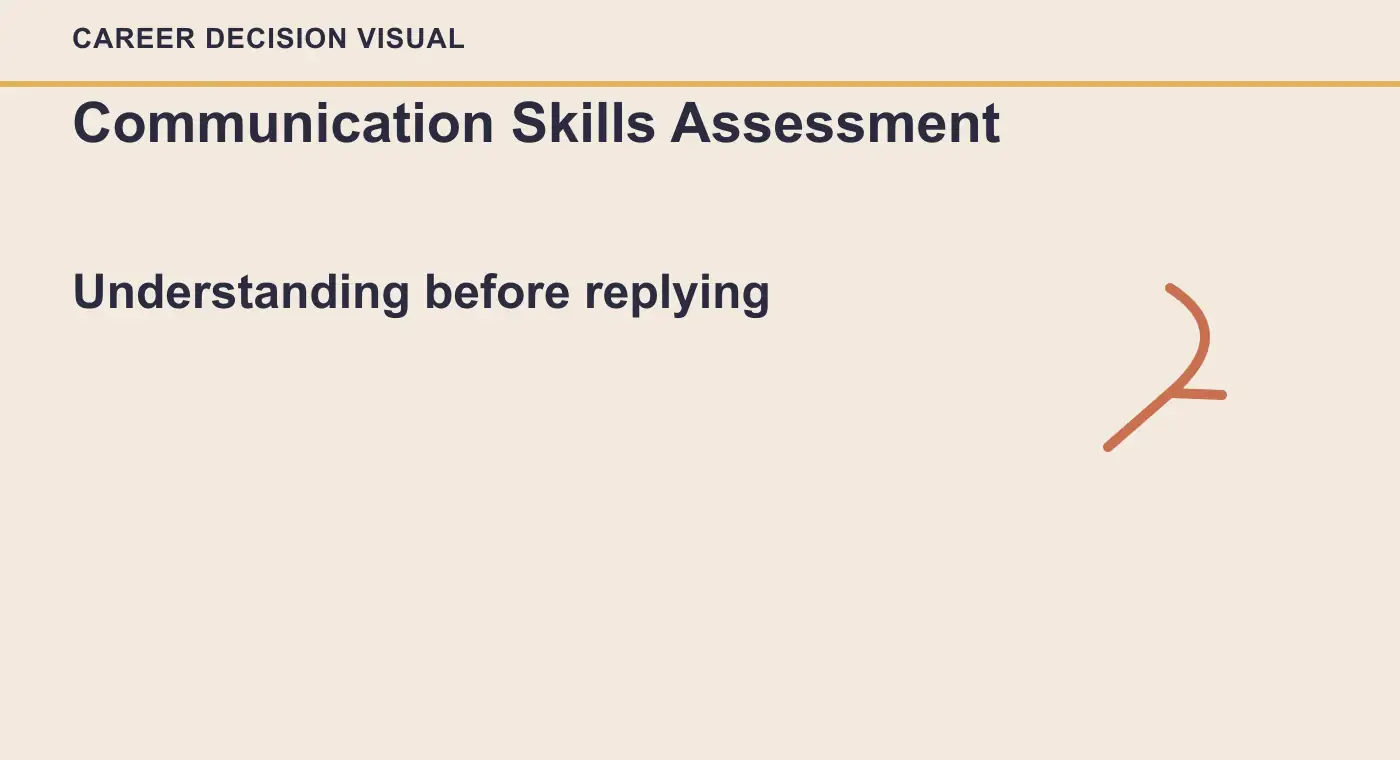 CAREER DECISION VISUAL
Communication Skills Assessment
Understanding before replying